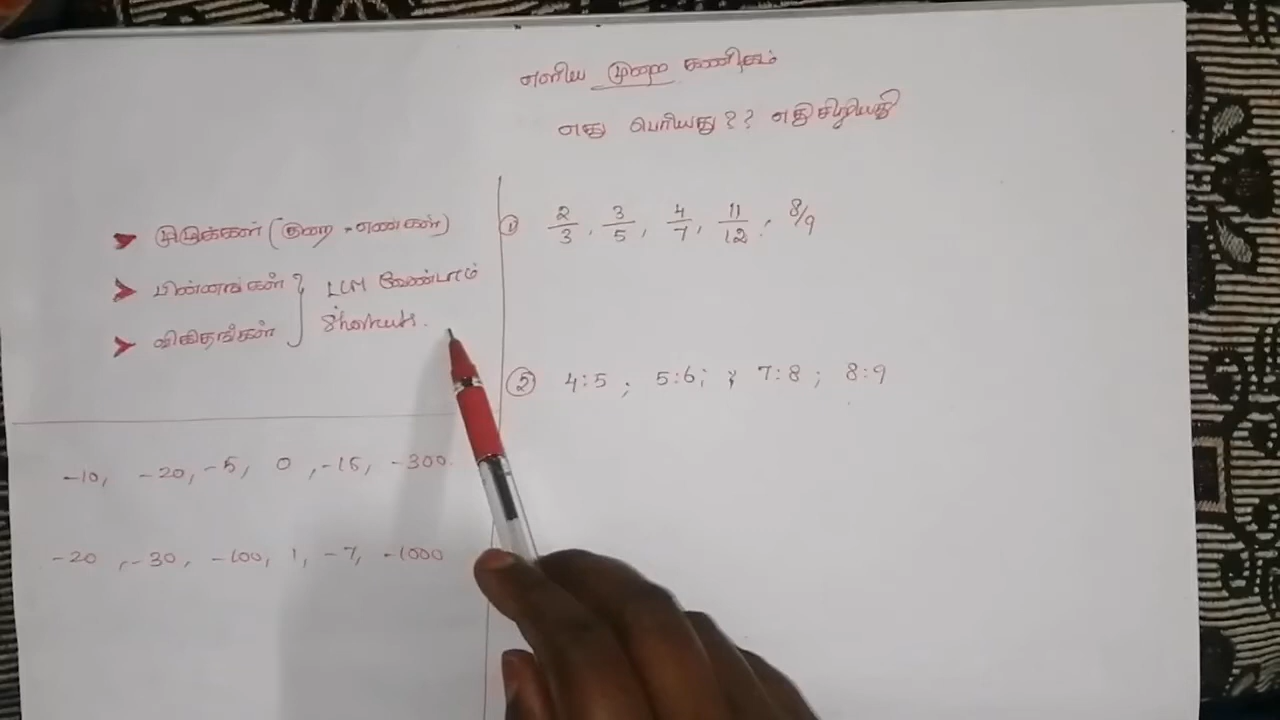 எளிய முறை கணிதம்
எது பெரியது?? எது சிறியது
➤ முழுக்கள் (குறை - எண்கள்)
➤ பின்னங்கள் } LCM வேண்டாம்
➤ விகிதங்கள் } Shortcuts.
-10, -20, -5, 0, -15, -300.
-20, -30, -100, 1, -7, -1000
① 2/3, 3/5, 4/7, 11/12, 8/9
② 4:5 ; 5:6; ; 7:8 ; 8:9